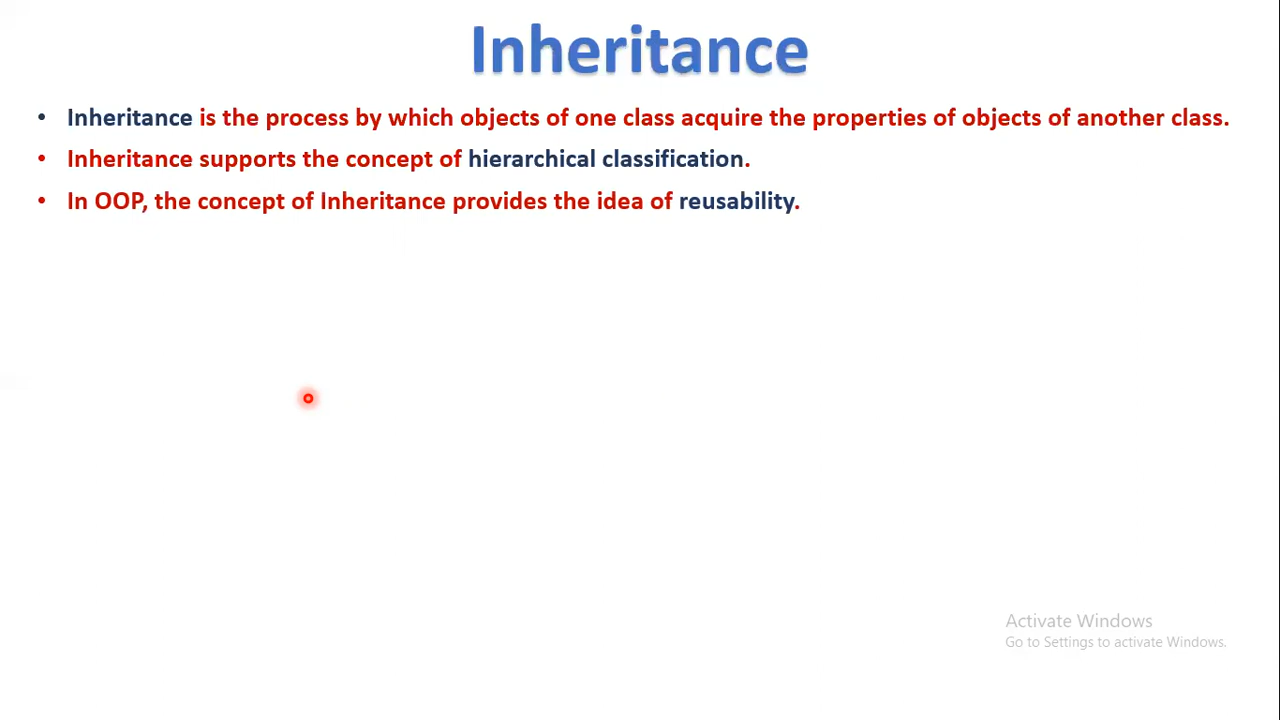 Inheritance
• Inheritance is the process by which objects of one class acquire the properties of objects of another class.
• Inheritance supports the concept of hierarchical classification.
• In OOP, the concept of Inheritance provides the idea of reusability.
Activate Windows
Go to Settings to activate Windows.